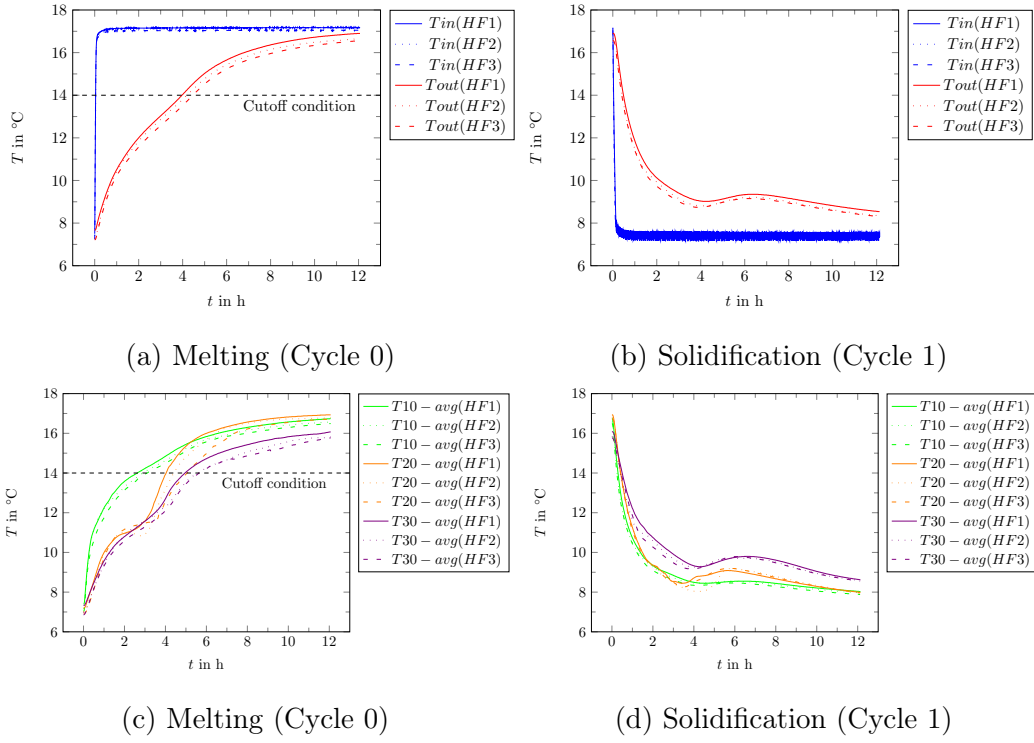 18
16
14
12
10
8
6
0 2 4 6 8 10 12
T in °C
t in h
Cutoff condition
Tin(HF1)
Tin(HF2)
Tin(HF3)
Tout(HF1)
Tout(HF2)
Tout(HF3)
(a) Melting (Cycle 0)
18
16
14
12
10
8
6
0 2 4 6 8 10 12
T in °C
t in h
Tin(HF1)
Tin(HF2)
Tin(HF3)
Tout(HF1)
Tout(HF2)
Tout(HF3)
(b) Solidification (Cycle 1)
18
16
14
12
10
8
6
0 2 4 6 8 10 12
T in °C
t in h
Cutoff condition
T10 − avg(HF1)
T10 − avg(HF2)
T10 − avg(HF3)
T20 − avg(HF1)
T20 − avg(HF2)
T20 − avg(HF3)
T30 − avg(HF1)
T30 − avg(HF2)
T30 − avg(HF3)
(c) Melting (Cycle 0)
18
16
14
12
10
8
6
0 2 4 6 8 10 12
T in °C
t in h
T10 − avg(HF1)
T10 − avg(HF2)
T10 − avg(HF3)
T20 − avg(HF1)
T20 − avg(HF2)
T20 − avg(HF3)
T30 − avg(HF1)
T30 − avg(HF2)
T30 − avg(HF3)
(d) Solidification (Cycle 1)